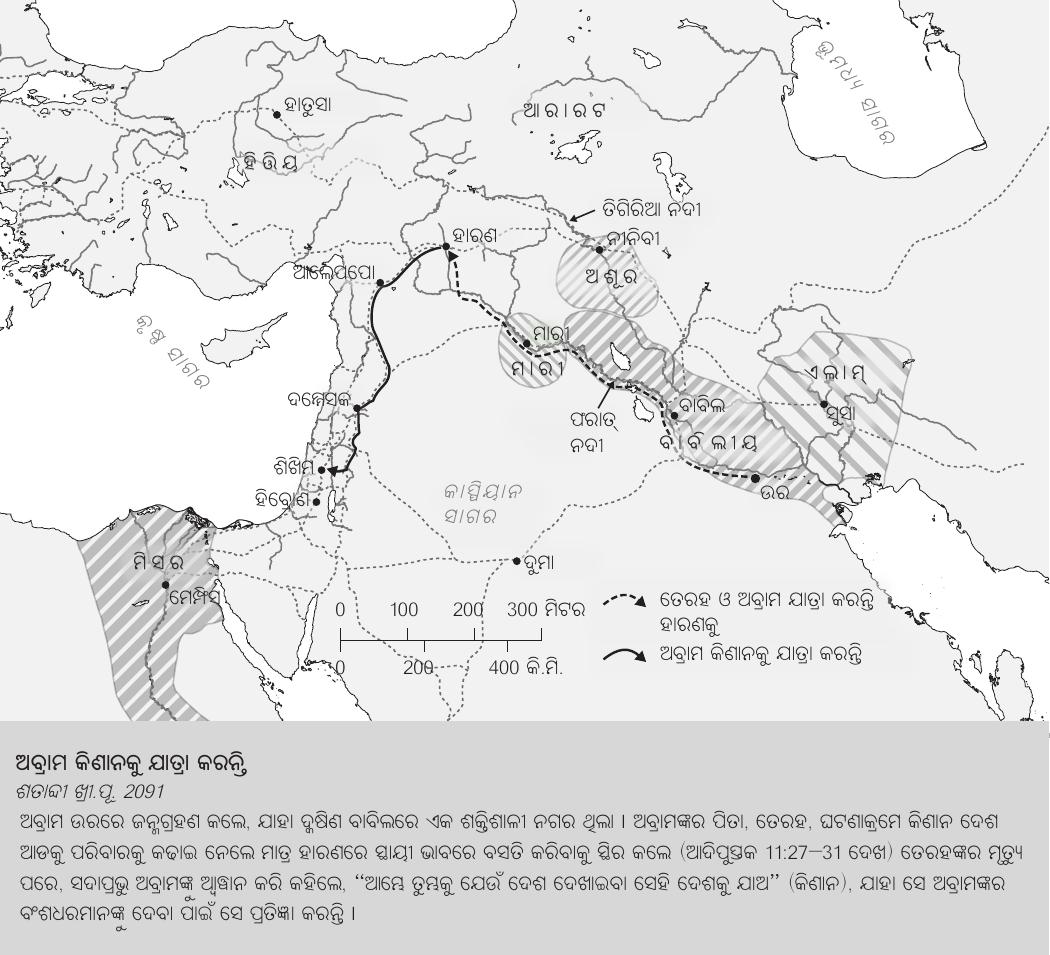 ଭୂମଧ୍ୟ ସାଗର
ହାତୁସା
ଆରାରଟ
ହିତ୍ତିୟ
ତିଗିରିଆ ନଦୀ
ହାରଣ
ନୀନିବୀ
ଆଲେପପୋ
ଅଶୂର
କୃଷ୍ଣ ସାଗର
ମାରୀ
ମାରୀ
ଏଲାମ୍
ଦମ୍ମେସକ
ବାବିଲ
ସୁସା
ଫରାତ୍
ନଦୀ
ବାବିଲୀୟ
ଶିଖିମ
ହିବ୍ରୋଣ
ଉର
କାସ୍ପିୟାନ
ସାଗର
ମିସର
ଦୁମା
ମେମ୍ଫିସ
0 100 200 300 ମିଟର
0 200 400 କି.ମି.
ତେରହ ଓ ଅବ୍ରାମ ଯାତ୍ରା କରନ୍ତି
ହାରଣକୁ
ଅବ୍ରାମ କିଣାନକୁ ଯାତ୍ରା କରନ୍ତି
ଅବ୍ରାମ କିଣାନକୁ ଯାତ୍ରା କରନ୍ତି
ଶତାବ୍ଦୀ ଖ୍ରୀ.ପୂ. 2091
ଅବ୍ରାମ ଉରରେ ଜନ୍ମଗ୍ରହଣ କଲେ, ଯାହା ଦକ୍ଷିଣ ବାବିଲରେ ଏକ ଶକ୍ତିଶାଳୀ ନଗର ଥିଲା । ଅବ୍ରାମଙ୍କର ପିତା, ତେରହ, ଘଟଣାକ୍ରମେ କିଣାନ ଦେଶ
ଆଡକୁ ପରିବାରକୁ କଢାଇ ନେଲେ ମାତ୍ର ହାରଣରେ ସ୍ଥାୟୀ ଭାବରେ ବସତି କରିବାକୁ ସ୍ଥିର କଲେ (ଆଦିପୁସ୍ତକ 11:27–31 ଦେଖ) ତେରହଙ୍କର ମୃତ୍ୟୁ
ପରେ, ସଦାପ୍ରଭୁ ଅବ୍ରାମଙ୍କୁ ଆହ୍ୱାନ କରି କହିଲେ, “ଆମ୍ଭେ ତୁମ୍ଭକୁ ଯେଉଁ ଦେଶ ଦେଖାଇବା ସେହି ଦେଶକୁ ଯାଅ” (କିଣାନ), ଯାହା ସେ ଅବ୍ରାମଙ୍କର
ବଂଶଧରମାନଙ୍କୁ ଦେବା ପାଇଁ ସେ ପ୍ରତିଜ୍ଞା କରନ୍ତି ।